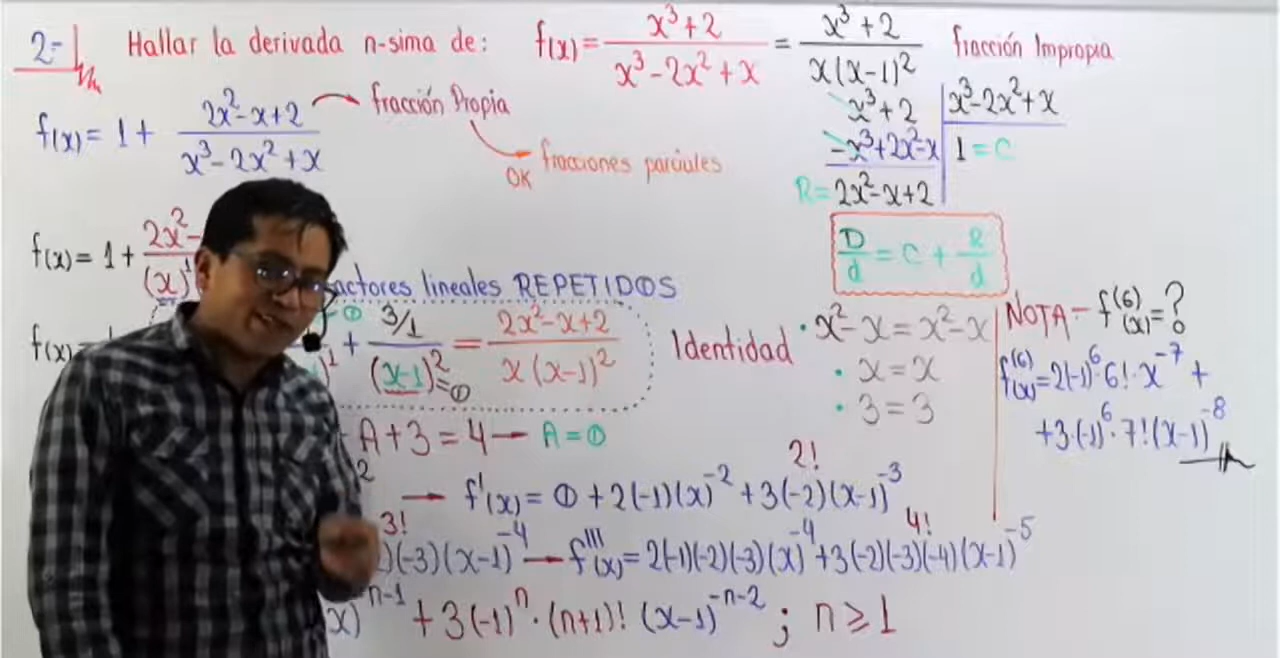 2- Hallar la derivada n-sima de: f(x) = (x³+2)/(x³-2x²+x) = (x³+2)/(x(x-1)²) fracción Impropia
f(x) = 1 + (2x²-x+2)/(x³-2x²+x) → fracción Propia
OK fracciones parciales
x³+2 | x³-2x²+x
-x³+2x²-x | 1 = C
R = 2x²-x+2
D/d = C + R/d
f(x) = 1 + 2x²-
(x)
actores lineales REPETIDOS
f(x) =
)¹ + 3/1/(x-1)² = (2x²-x+2)/(x(x-1)²)
Identidad • x²-x = x²-x
• x = x
• 3 = 3
A+3 = 4 → A = 0
2 → f'(x) = 0 + 2(-1)(x)⁻² + 3(-2)(x-1)⁻³
2!
3!
)(-3)(x-1)⁻⁴ → f'''(x) = 2(-1)(-2)(-3)(x)⁻⁴ + 3(-2)(-3)(-4)(x-1)⁻⁵
4!
x)⁻ⁿ⁻¹ + 3(-1)ⁿ·(n+1)! (x-1)⁻ⁿ⁻² ; n ≥ 1
NOTA - f⁽⁶⁾(x) = ?
f⁽⁶⁾(x) = 2(-1)⁶·6!·x⁻⁷ +
+3·(-1)⁶·7!(x-1)⁻⁸